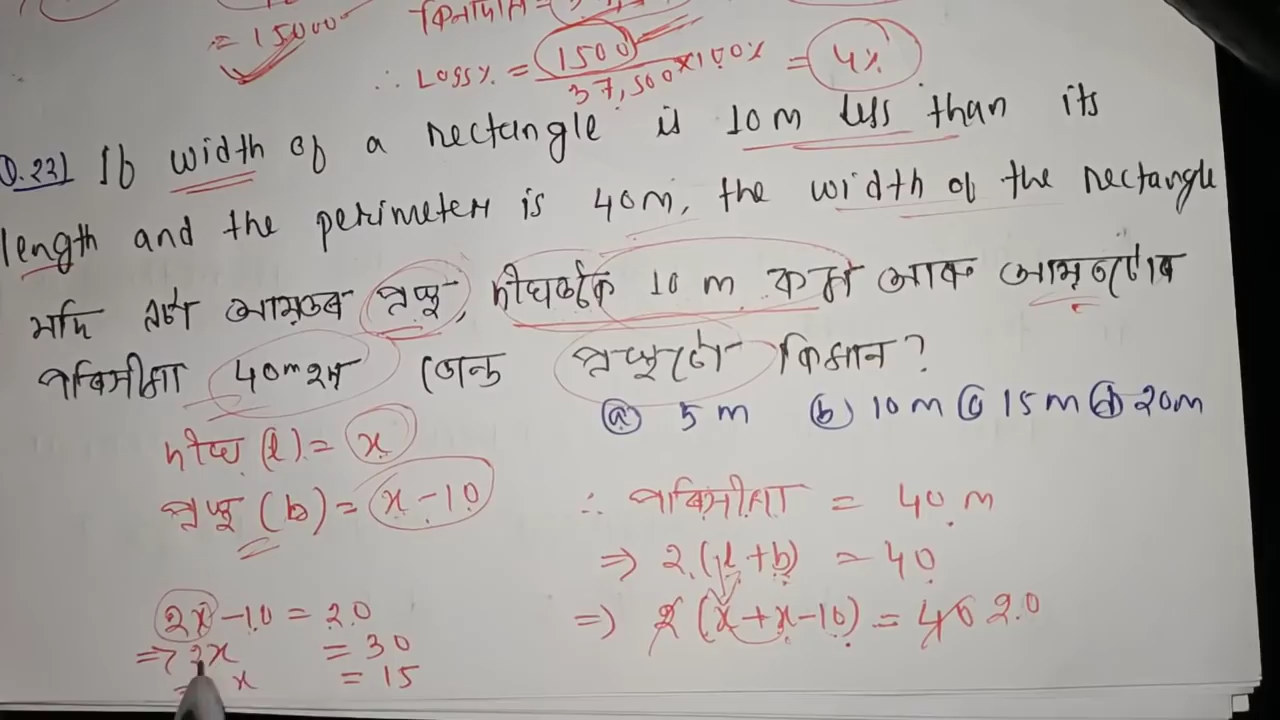 = 15000
∴ Loss% = 1500/37,500 × 100% = 4%
Q.23) If width of a rectangle is 10m less than its
length and the perimeter is 40m, the width of the rectangle
যদি এটা আয়তৰ প্ৰস্থ, দীঘতকৈ 10 m কম আৰু আয়তটোৰ
পৰিসীমা 40m হয় তেন্তে প্ৰস্থটো কিমান?
(a) 5 m (b) 10 m (c) 15 m (d) 20m
দীঘ (l) = x
প্ৰস্থ (b) = x - 10
∴ পৰিসীমা = 40 m
⇒ 2 (l + b) = 40
⇒ 2 (x + x - 10) = 40 20
2x - 10 = 20
⇒ 2x = 30
x = 15